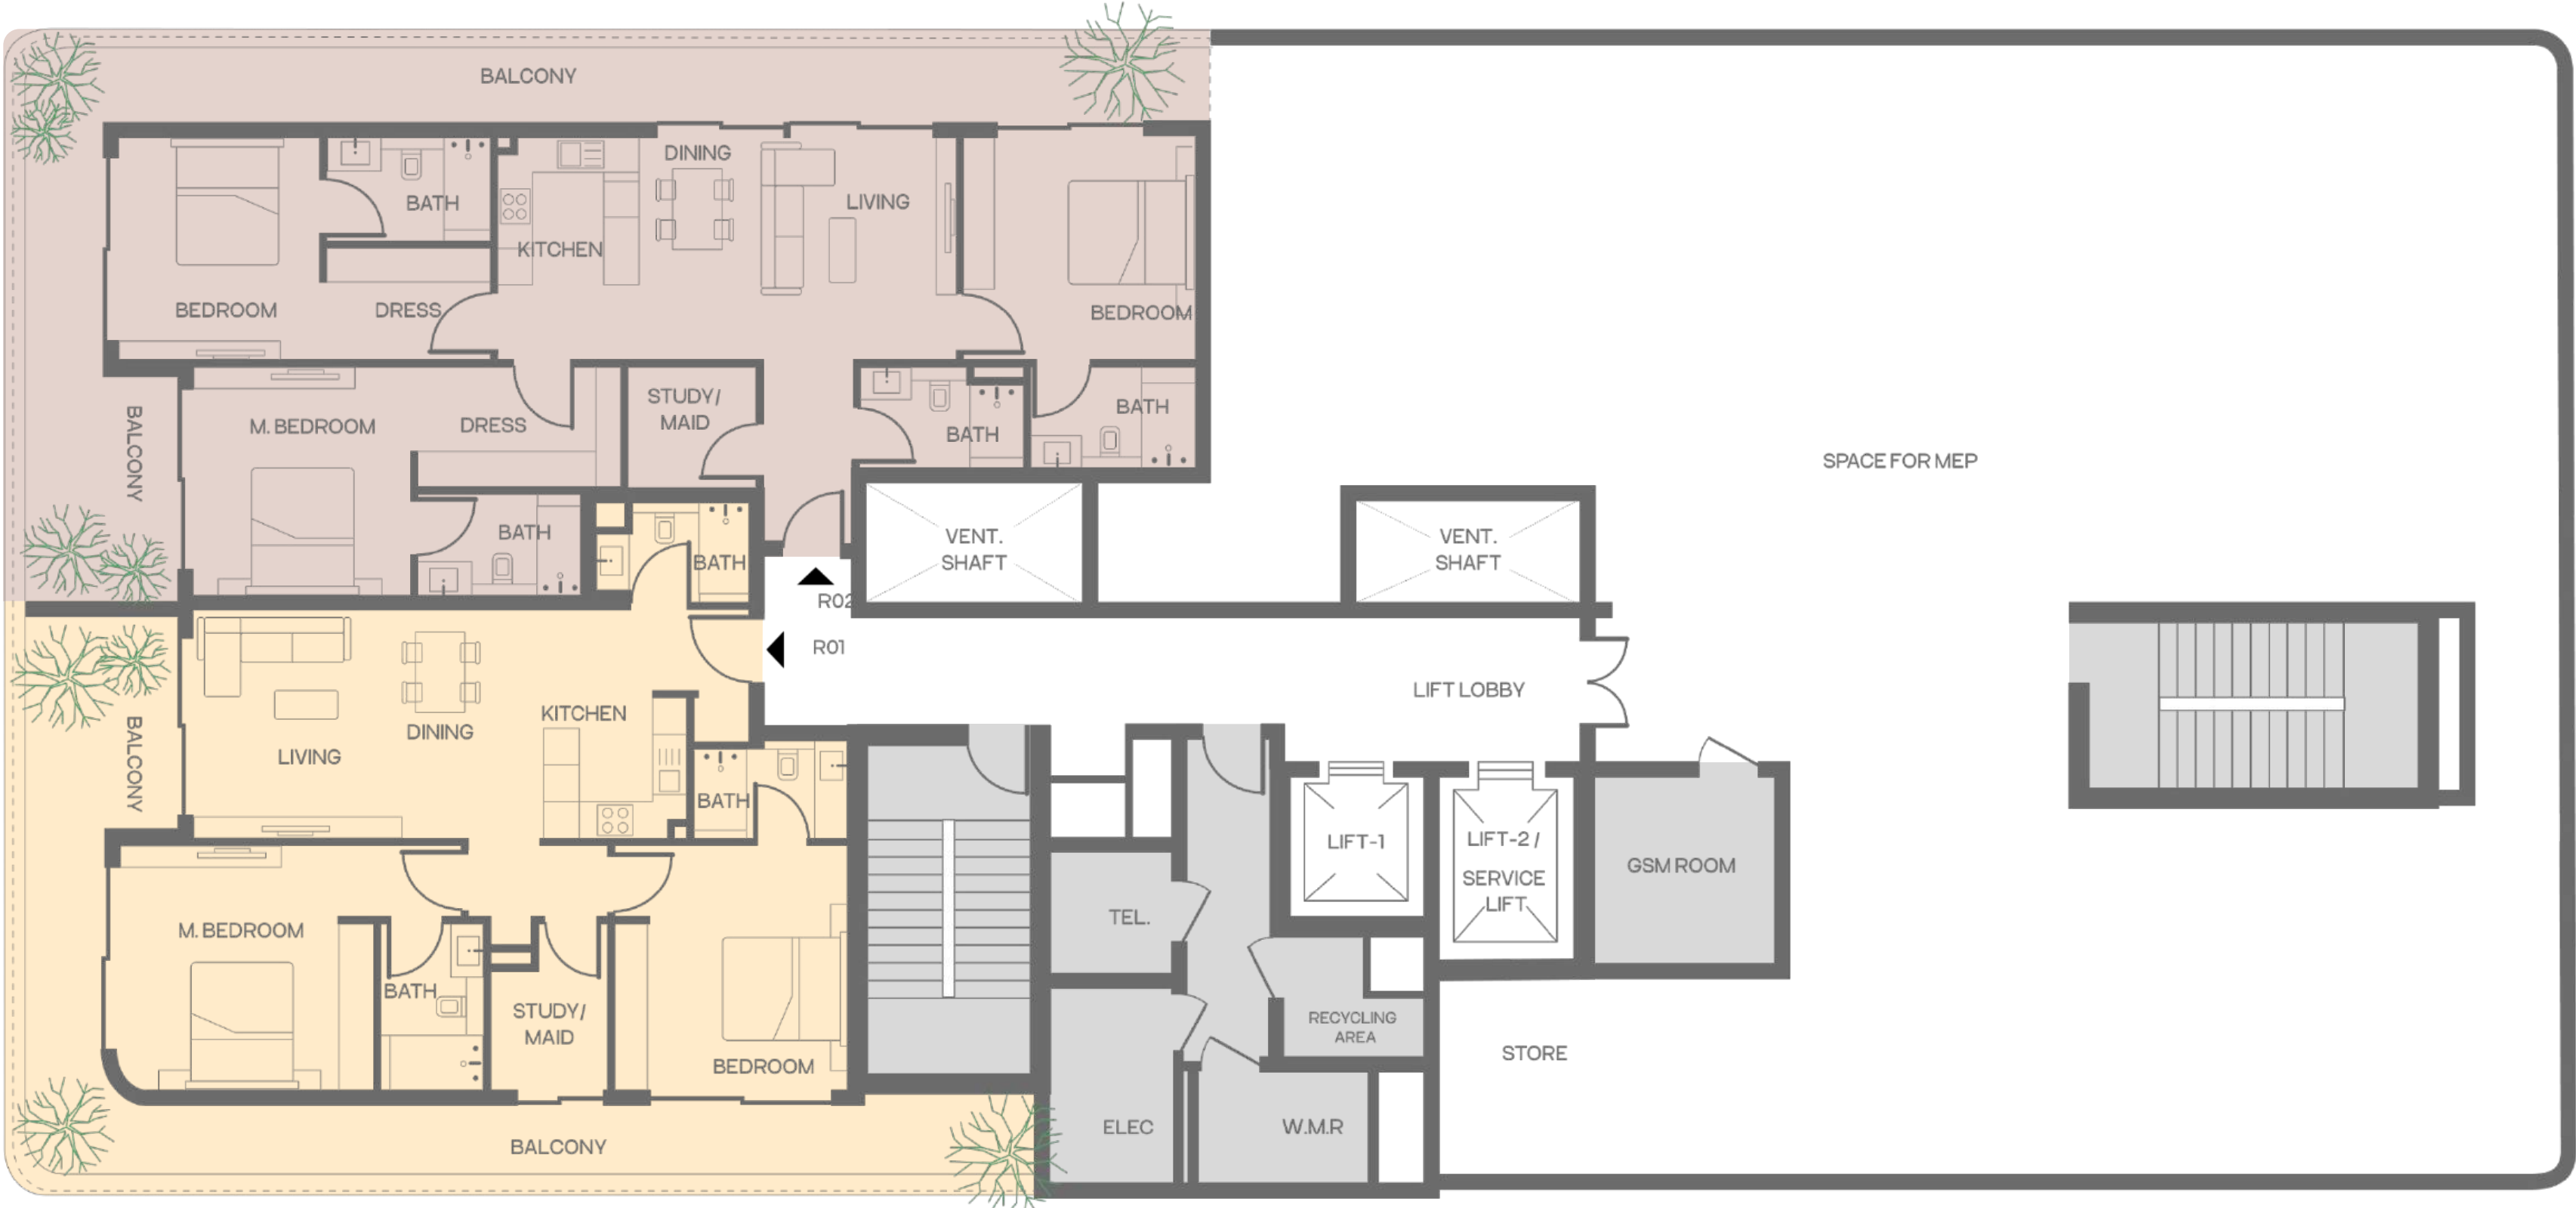 BALCONY
DINING
BATH
LIVING
KITCHEN
BEDROOM
DRESS
BEDROOM
STUDY/
MAID
M. BEDROOM
DRESS
BATH
BATH
BALCONY
BATH
BATH
VENT.
SHAFT
VENT.
SHAFT
SPACE FOR MEP
R02
R01
LIFT LOBBY
KITCHEN
DINING
LIVING
BALCONY
BATH
LIFT-1
LIFT-2 /
SERVICE
LIFT
GSM ROOM
M. BEDROOM
TEL.
BATH
STUDY/
MAID
BEDROOM
RECYCLING
AREA
STORE
ELEC
W.M.R
BALCONY